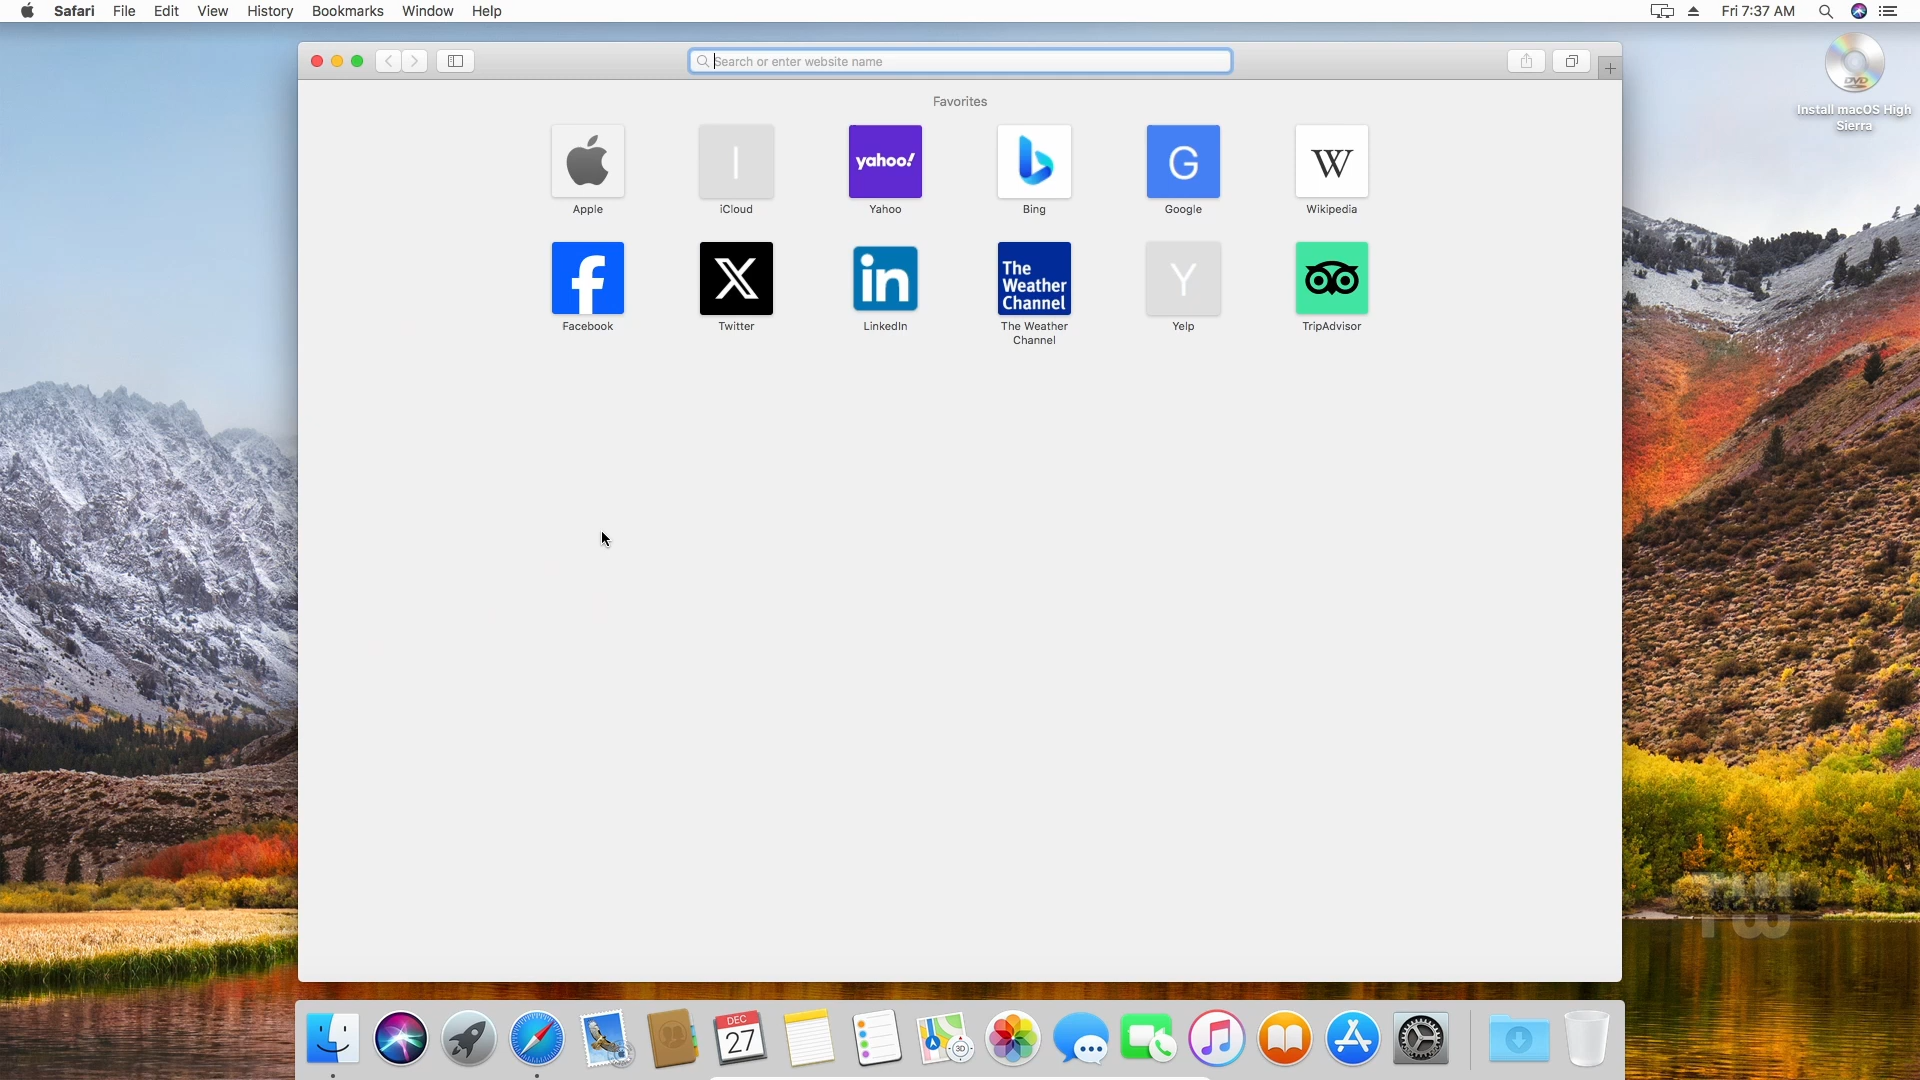 Safari File Edit View History Bookmarks Window Help
Fri 7:37 AM
Search or enter website name
DVD
Install macOS High
Sierra
Favorites
yahoo!
G
W
I
Apple
iCloud
Yahoo
Bing
Google
Wikipedia
f
X
in
The
Weather
Channel
Y
Facebook
Twitter
LinkedIn
The Weather
Channel
Yelp
TripAdvisor
TW
DEC
27
3D